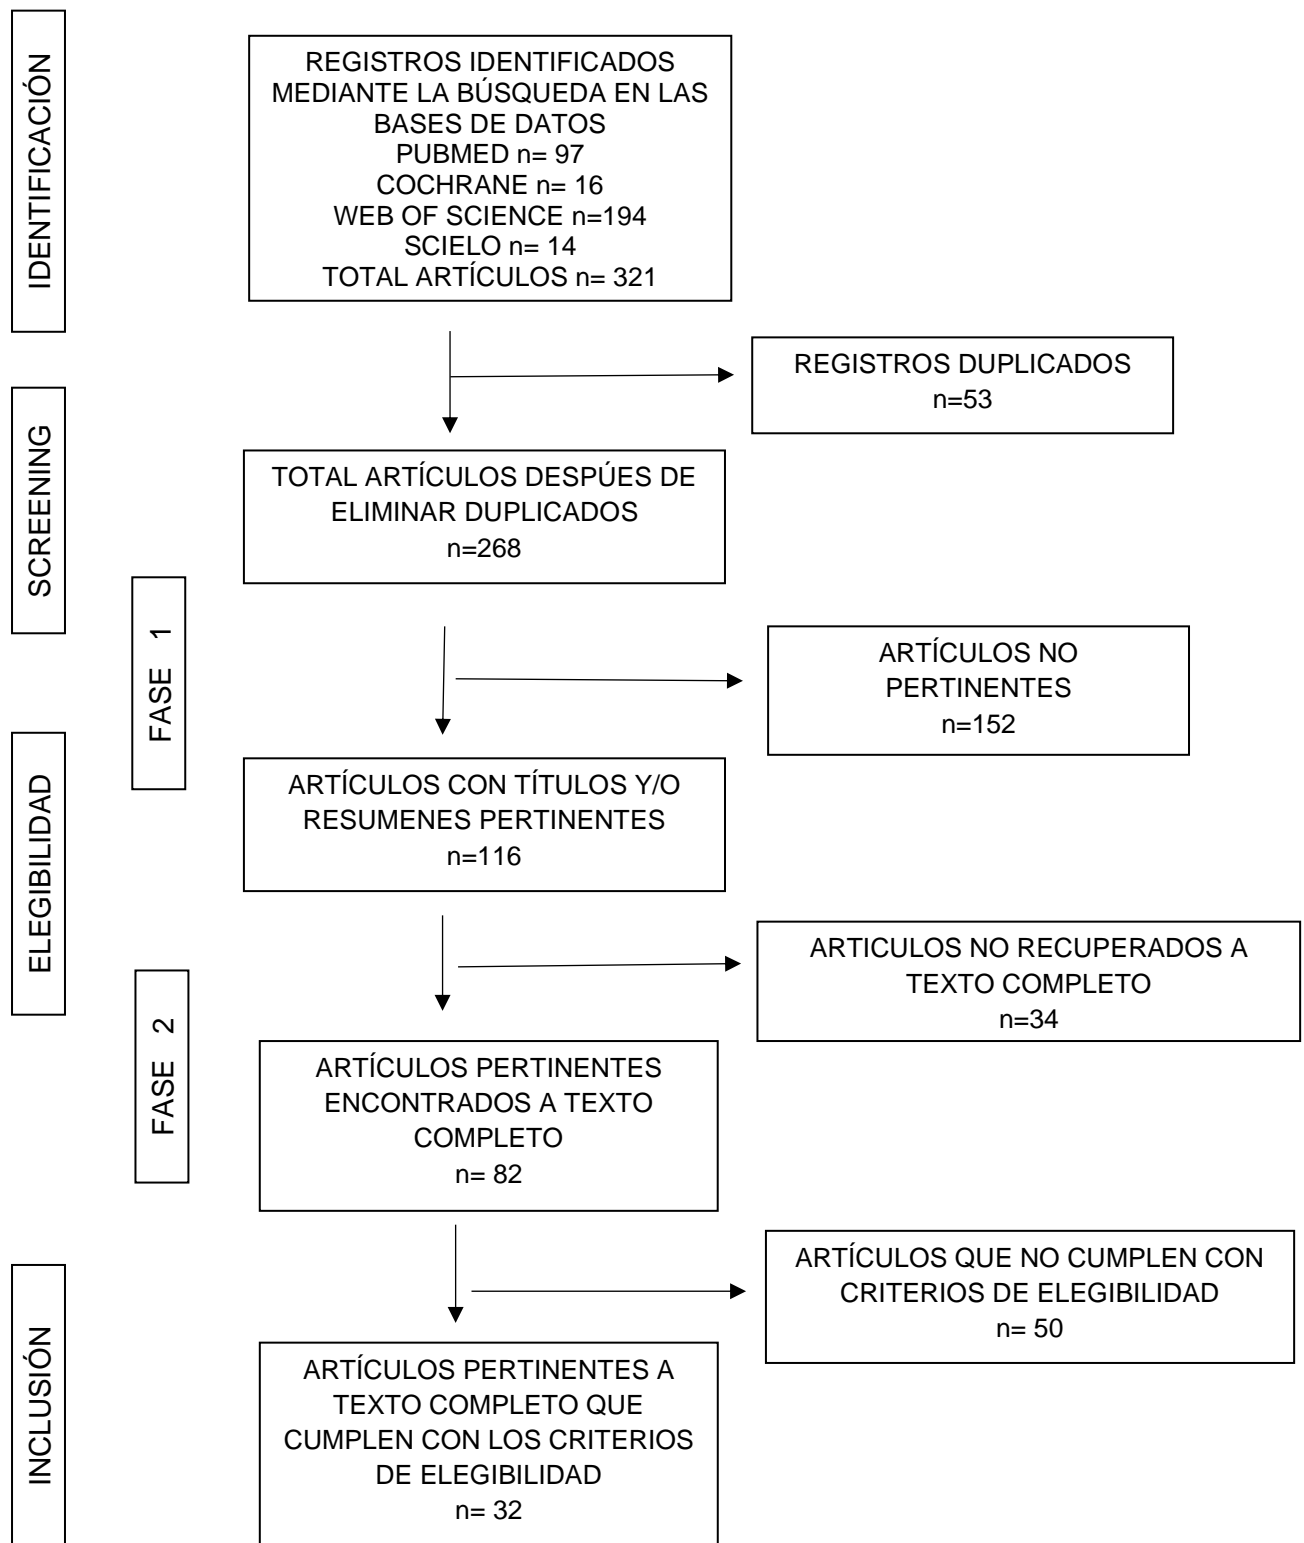 IDENTIFICACIÓN
REGISTROS IDENTIFICADOS
MEDIANTE LA BÚSQUEDA EN LAS
BASES DE DATOS
PUBMED n= 97
COCHRANE n= 16
WEB OF SCIENCE n=194
SCIELO n= 14
TOTAL ARTÍCULOS n= 321
REGISTROS DUPLICADOS
n=53
SCREENING
TOTAL ARTÍCULOS DESPÚES DE
ELIMINAR DUPLICADOS
n=268
FASE 1
ARTÍCULOS NO
PERTINENTES
n=152
ELEGIBILIDAD
ARTÍCULOS CON TÍTULOS Y/O
RESUMENES PERTINENTES
n=116
ARTICULOS NO RECUPERADOS A
TEXTO COMPLETO
n=34
FASE 2
ARTÍCULOS PERTINENTES
ENCONTRADOS A TEXTO
COMPLETO
n= 82
ARTÍCULOS QUE NO CUMPLEN CON
CRITERIOS DE ELEGIBILIDAD
n= 50
INCLUSIÓN
ARTÍCULOS PERTINENTES A
TEXTO COMPLETO QUE
CUMPLEN CON LOS CRITERIOS
DE ELEGIBILIDAD
n= 32